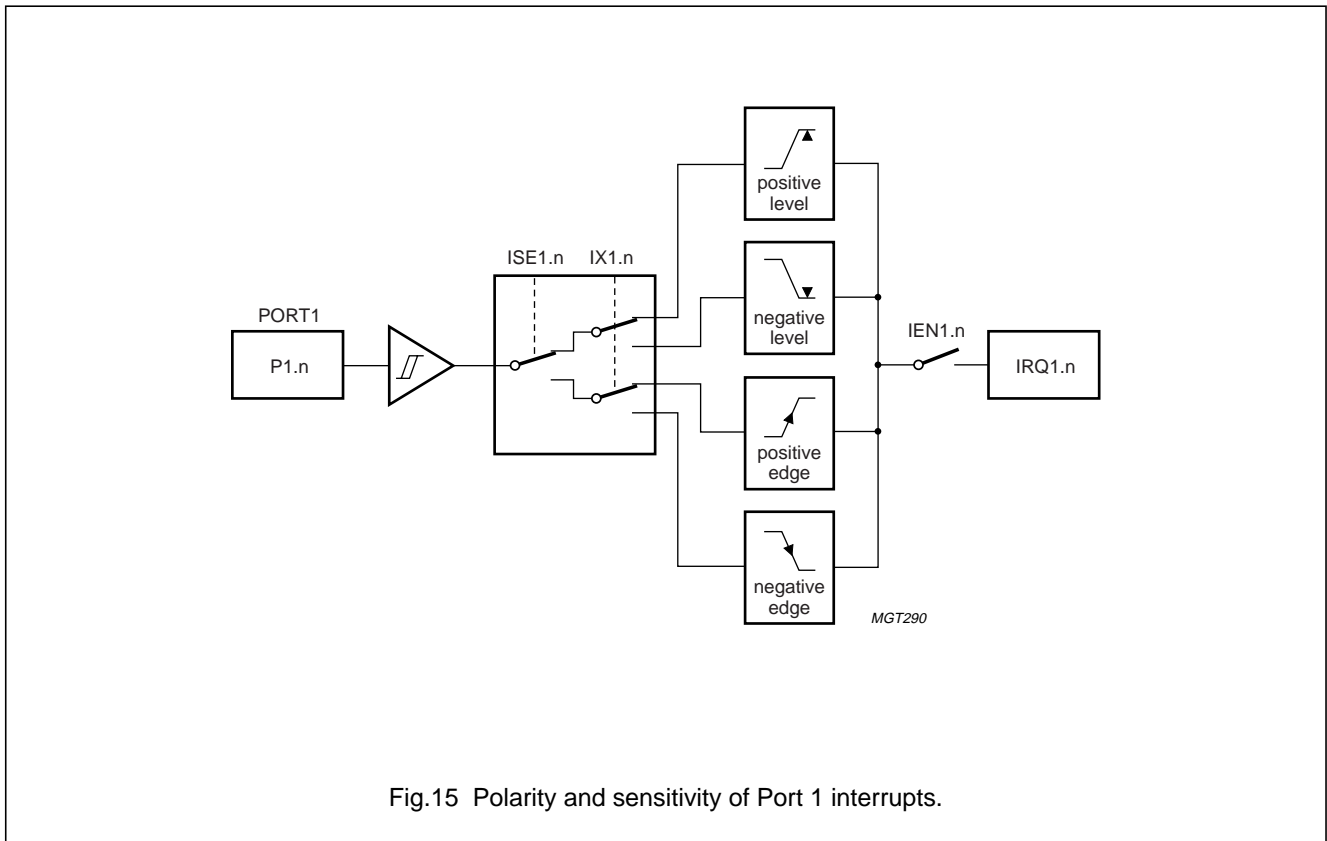 positive
level
ISE1.n
IX1.n
PORT1
P1.n
negative
level
IEN1.n
IRQ1.n
positive
edge
negative
edge
MGT290
Fig.15 Polarity and sensitivity of Port 1 interrupts.